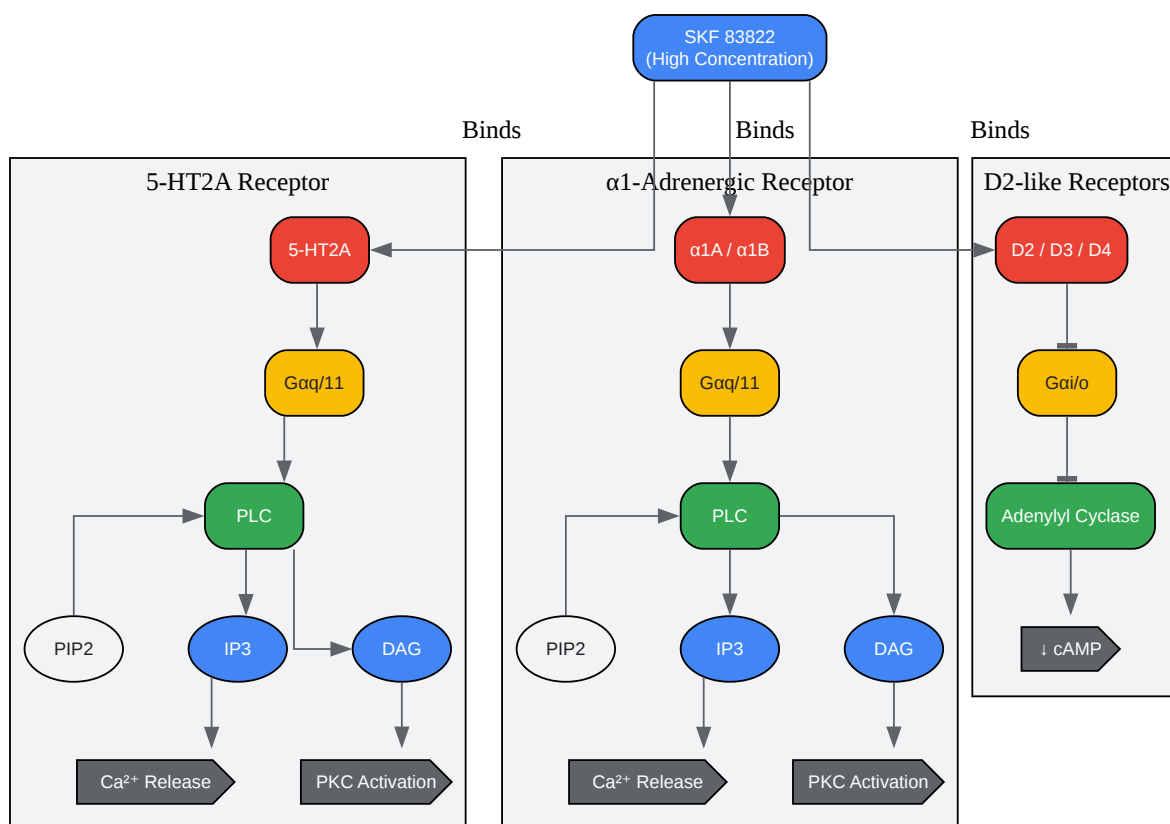 SKF 83822
(High Concentration)
Binds
Binds
Binds
5-HT2A Receptor
5-HT2A
Gαq/11
PLC
PIP2
IP3
DAG
Ca²⁺ Release
PKC Activation
α1-Adrenergic Receptor
α1A / α1B
Gαq/11
PLC
PIP2
IP3
DAG
Ca²⁺ Release
PKC Activation
D2-like Receptors
D2 / D3 / D4
Gαi/o
Adenylyl Cyclase
↓ cAMP